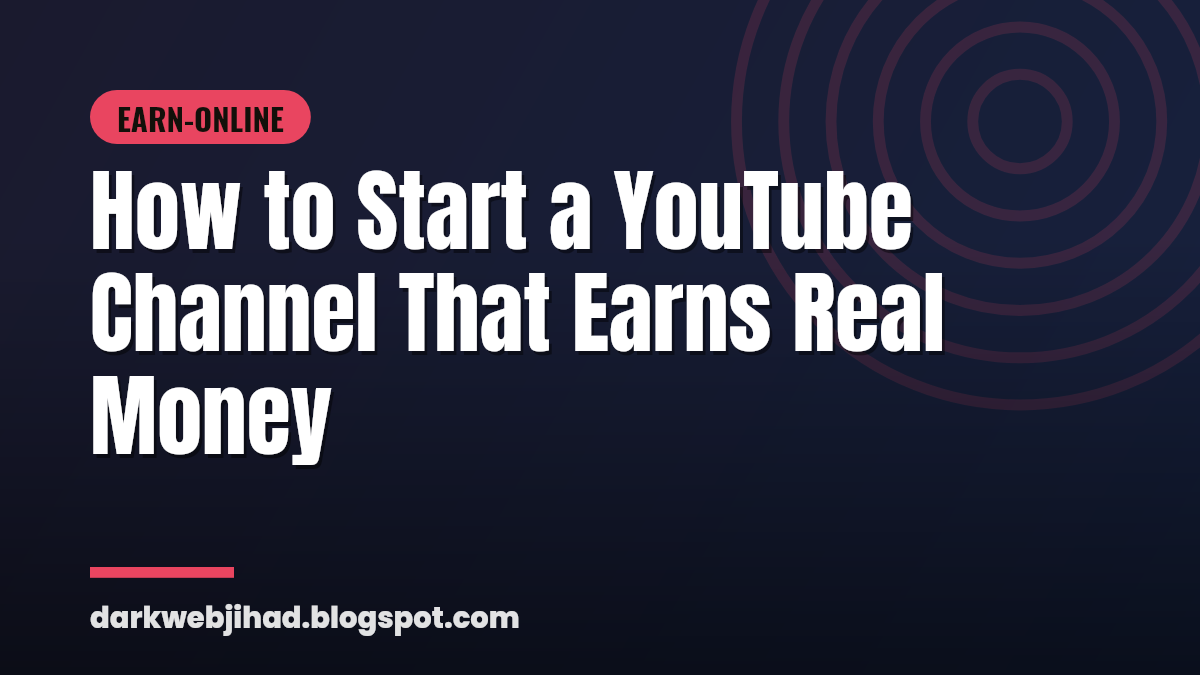 EARN-ONLINE
How to Start a YouTube
Channel That Earns Real
Money
darkwebjihad.blogspot.com